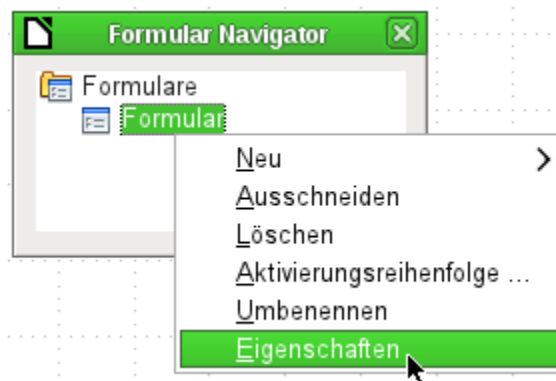 Formular Navigator
Formulare
Formular
Neu
Ausschneiden
Löschen
Aktivierungsreihenfolge ...
Umbenennen
Eigenschaften